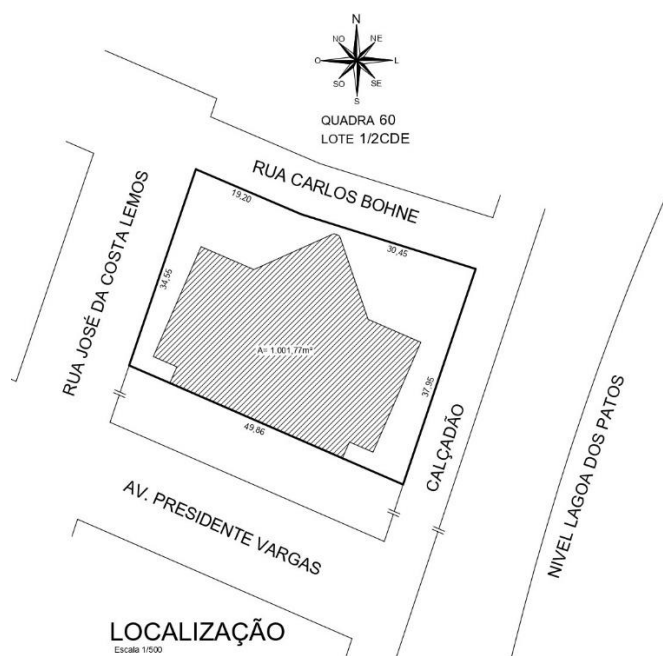 N
NO
NE
O
L
SO
SE
S
QUADRA 60
LOTE 1/2CDE
RUA CARLOS BOHNE
19,20
30,45
RUA JOSÉ DA COSTA LEMOS
34,55
A= 1.081,77m²
37,95
49,86
CALÇADÃO
NIVEL LAGOA DOS PATOS
AV. PRESIDENTE VARGAS
LOCALIZAÇÃO
Escala 1/500